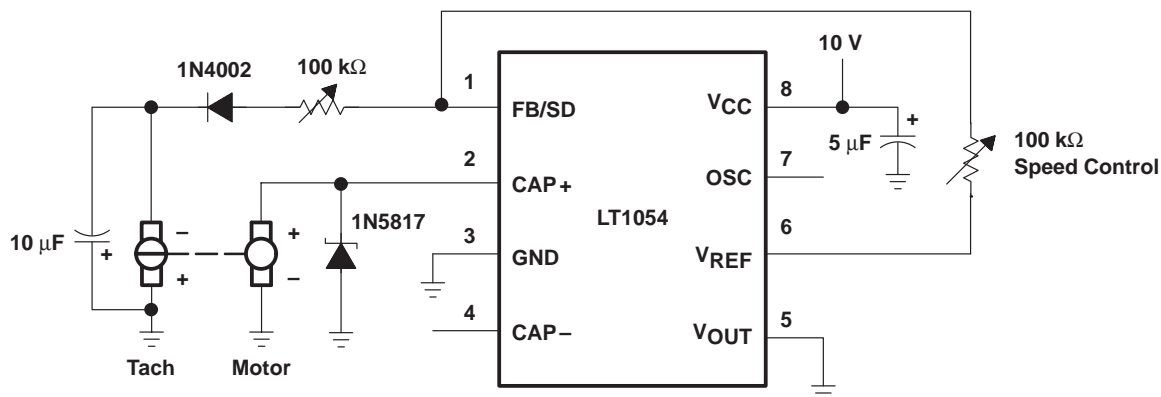 10 V
1N4002
100 kΩ
1
FB/SD
VCC
8
+
5 μF
100 kΩ
Speed Control
2
CAP+
7
OSC
1N5817
LT1054
10 μF
+
−
+
+
−
3
GND
6
VREF
4
CAP−
5
VOUT
Tach
Motor